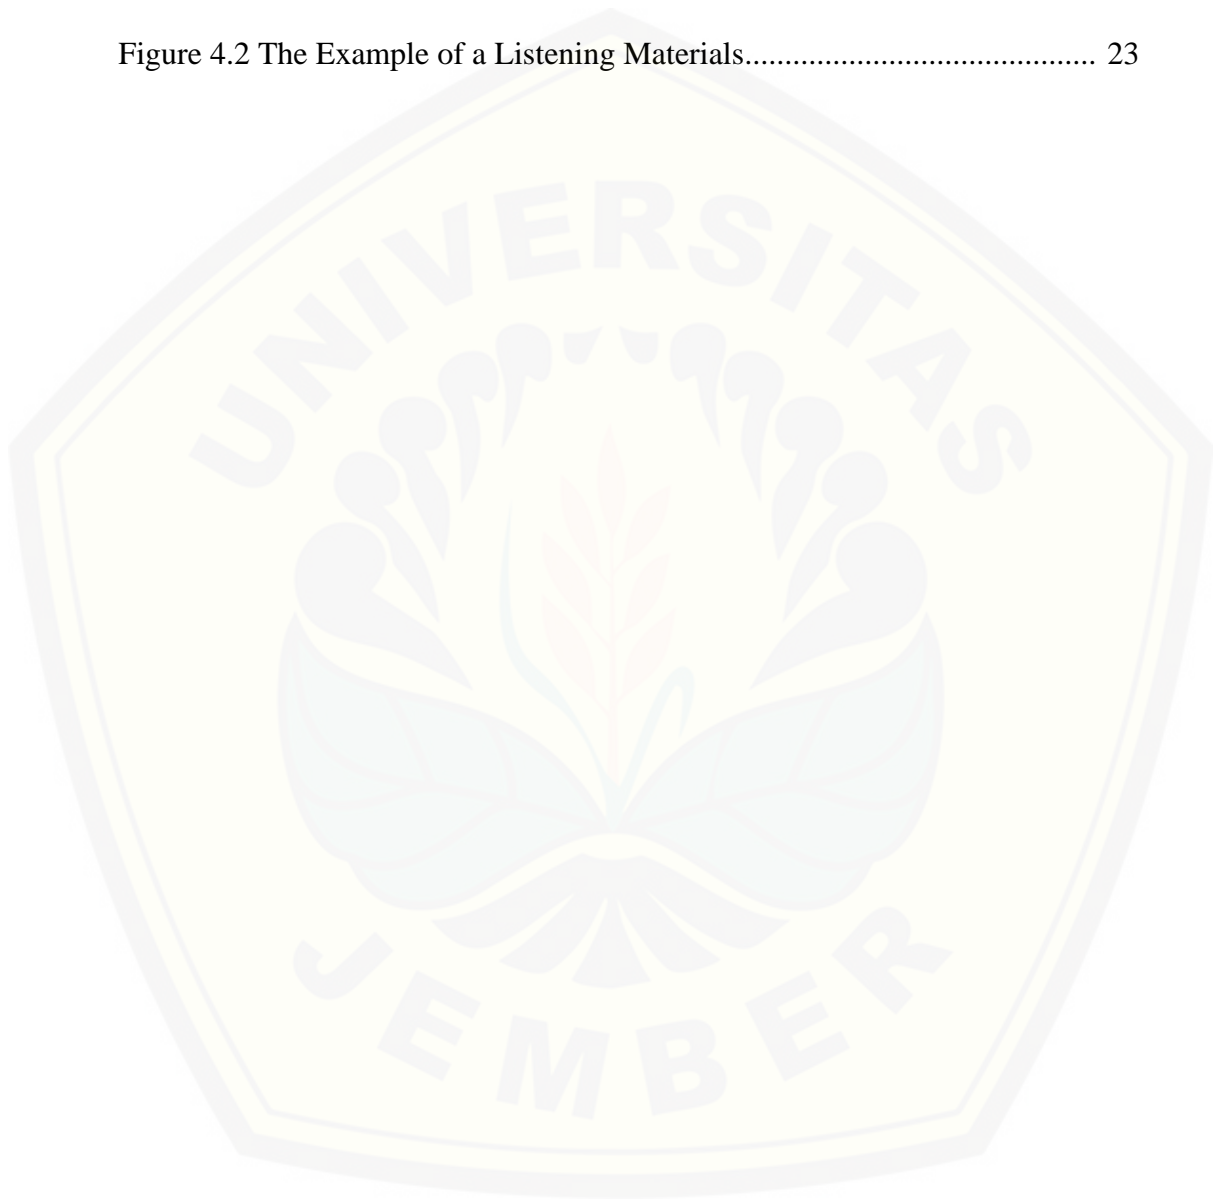 Figure 4.2 The Example of a Listening Materials............................................ 23
UNIVERSITAS
JEMBER